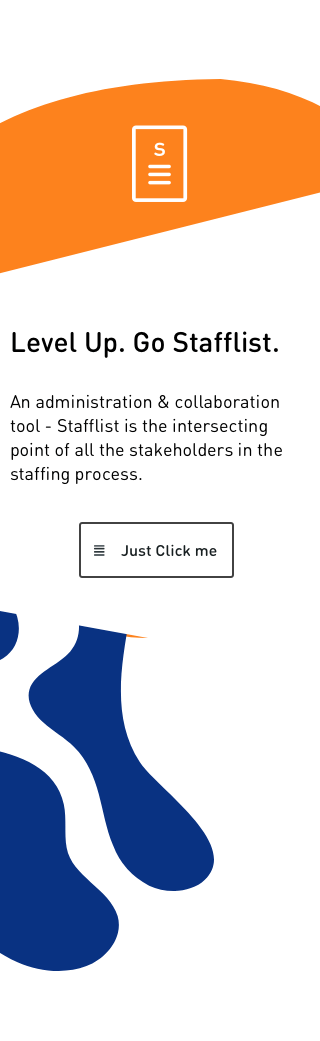 S
Level Up. Go Stafflist.
An administration & collaboration
tool - Stafflist is the intersecting
point of all the stakeholders in the
staffing process.
Just Click me